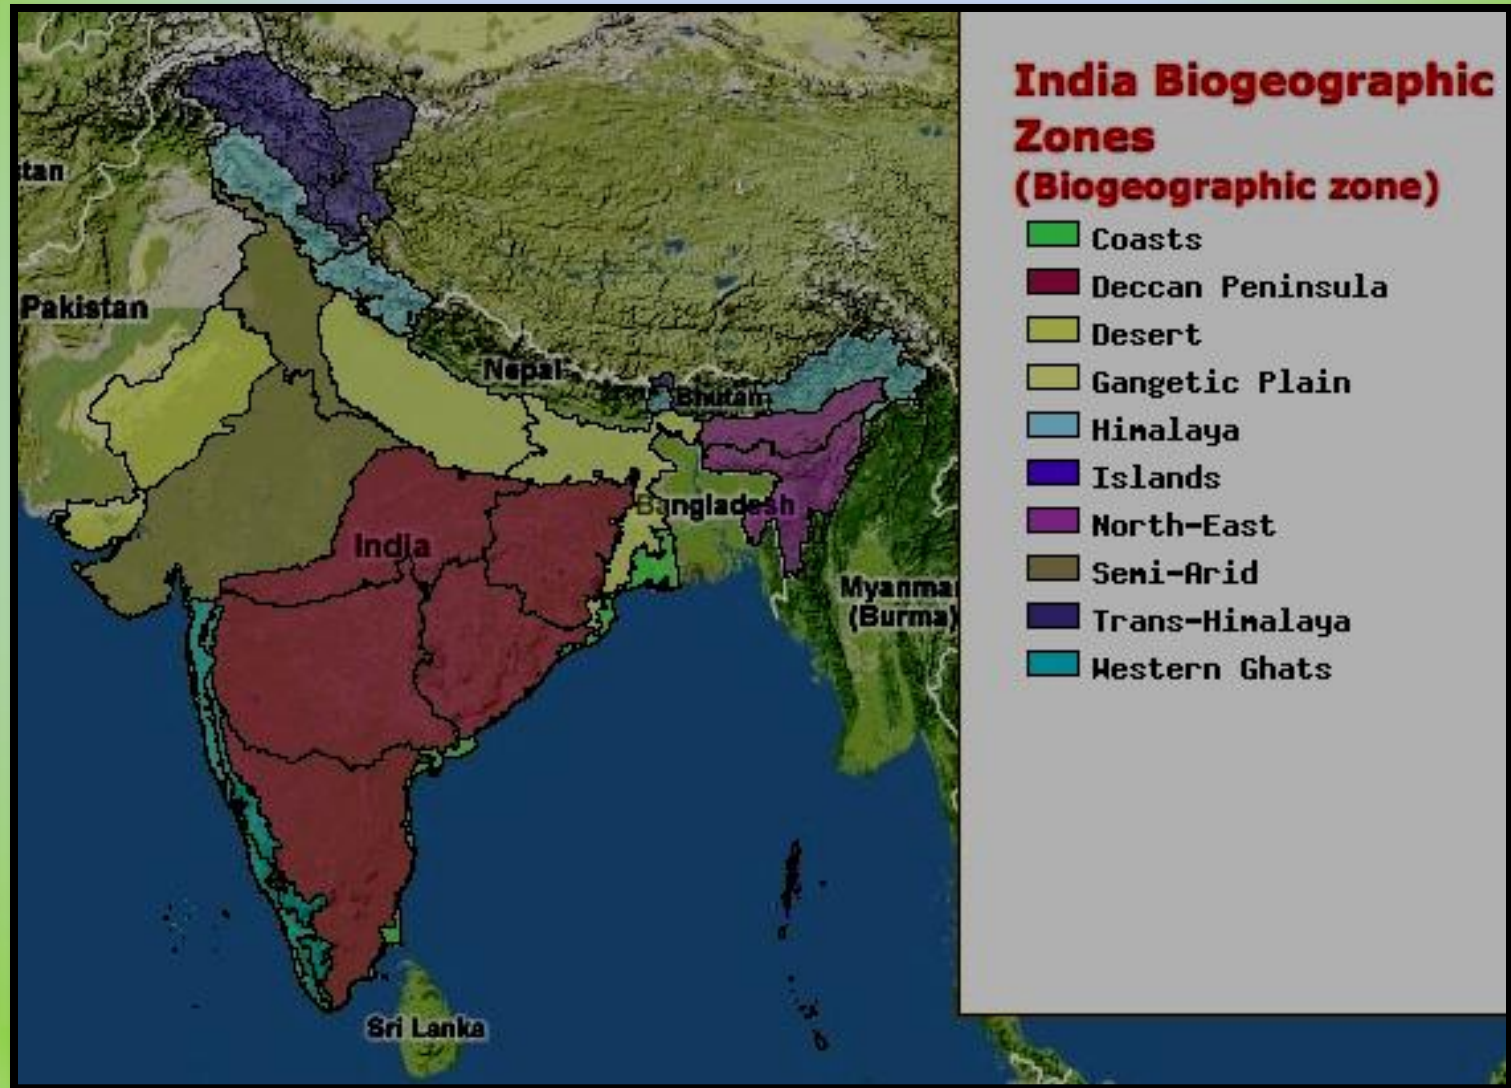 India Biogeographic
Zones
(Biogeographic zone)
Coasts
Deccan Peninsula
Desert
Gangetic Plain
Himalaya
Islands
North-East
Semi-Arid
Trans-Himalaya
Western Ghats
stan
Pakistan
Nepal
Bhutan
Bangladesh
India
Myanmar
(Burma)
Sri Lanka